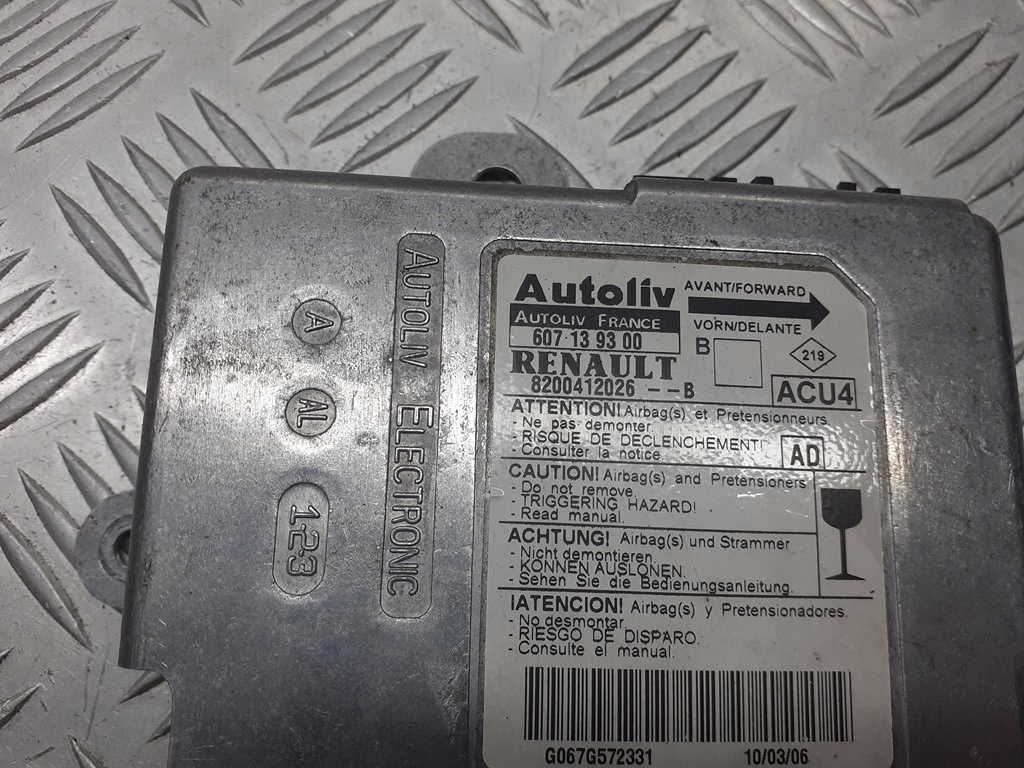 A
AL
1-2-3
AUTOLIV ELECTRONIC
Autoliv
AUTOLIV FRANCE
607 13 93 00
RENAULT
8200412026 --B
AVANT/FORWARD
VORN/DELANTE
B
219
ACU4
ATTENTION! Airbag(s) et Pretensionneurs
- Ne pas demonter.
- RISQUE DE DECLENCHEMENT!
- Consulter la notice.
AD
CAUTION! Airbag(s) and Pretensioners
- Do not remove.
- TRIGGERING HAZARD!
- Read manual.
ACHTUNG! Airbag(s) und Strammer
- Nicht demontieren.
- KONNEN AUSLONEN.
- Sehen Sie die Bedienungsanleitung.
IATENCION! Airbag(s) y Pretensionadores.
- No desmontar.
- RIESGO DE DISPARO.
- Consulte el manual.
G067G572331 10/03/06